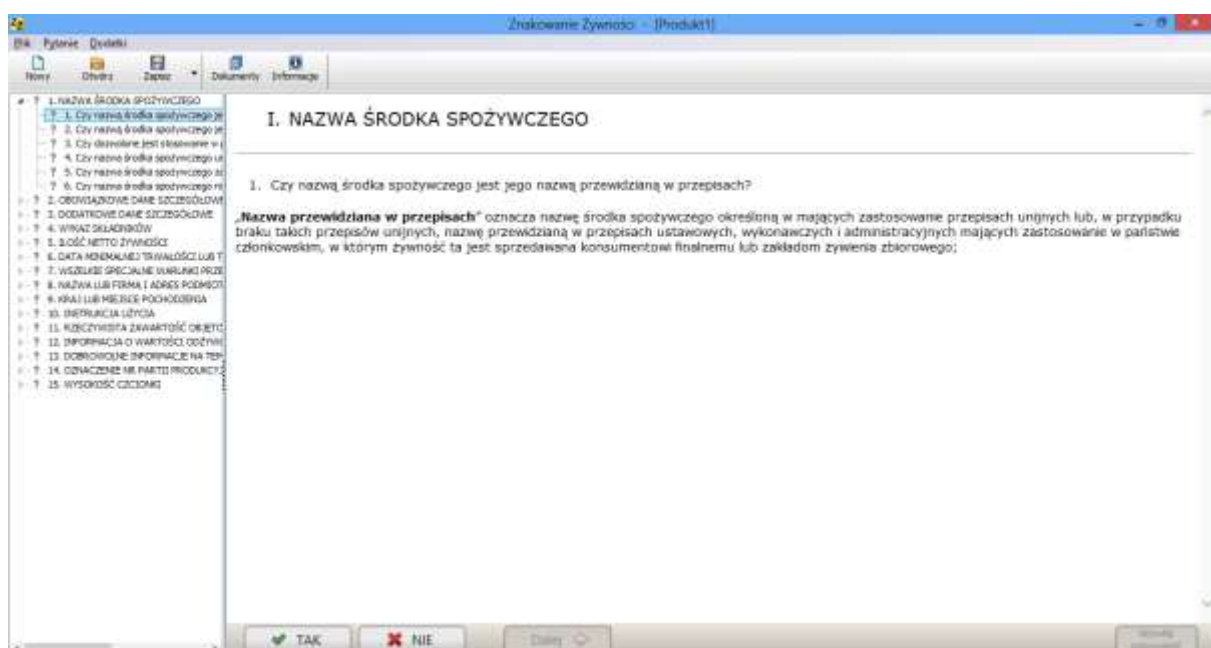 Znakowanie Żywności - [Produkt1]
Plik Pytanie Dodatki
Nowy Otwórz Zapisz Dokumenty Informacje
1. NAZWA ŚRODKA SPOŻYWCZEGO
1. Czy nazwą środka spożywczego je
2. Czy nazwa środka spożywczego je
3. Czy dozwolone jest stosowanie w
4. Czy nazwa środka spożywczego
5. Czy nazwa środka spożywczego
6. Czy nazwa środka spożywczego
2. OBOWIĄZKOWE DANE SZCZEGÓŁOWE
3. DODATKOWE DANE SZCZEGÓŁOWE
4. WYKAZ SKŁADNIKÓW
5. ILOŚĆ NETTO ŻYWNOŚCI
6. DATA MINIMALNEJ TRWAŁOŚCI LUB T
7. WSZELKIE SPECJALNE WARUNKI PRZE
8. NAZWA LUB FIRMA I ADRES PODMIOT
9. KRAJ LUB MIEJSCE POCHODZENIA
10. INSTRUKCJA UŻYCIA
11. RZECZYWISTA ZAWARTOŚĆ OBJĘTO
12. INFORMACJA O WARTOŚCI ODŻYW
13. DOBROWOLNE INFORMACJE NA TEM
14. OZNACZENIE NR PARTII PRODUKCYJ
15. WYSOKOŚĆ CZCIONKI
I. NAZWA ŚRODKA SPOŻYWCZEGO
1. Czy nazwą środka spożywczego jest jego nazwą przewidzianą w przepisach?
„Nazwa przewidziana w przepisach" oznacza nazwę środka spożywczego określoną w mających zastosowanie przepisach unijnych lub, w przypadku
braku takich przepisów unijnych, nazwę przewidzianą w przepisach ustawowych, wykonawczych i administracyjnych mających zastosowanie w państwie
członkowskim, w którym żywność ta jest sprzedawana konsumentowi finalnemu lub zakładom żywienia zbiorowego;
TAK NIE Dalej